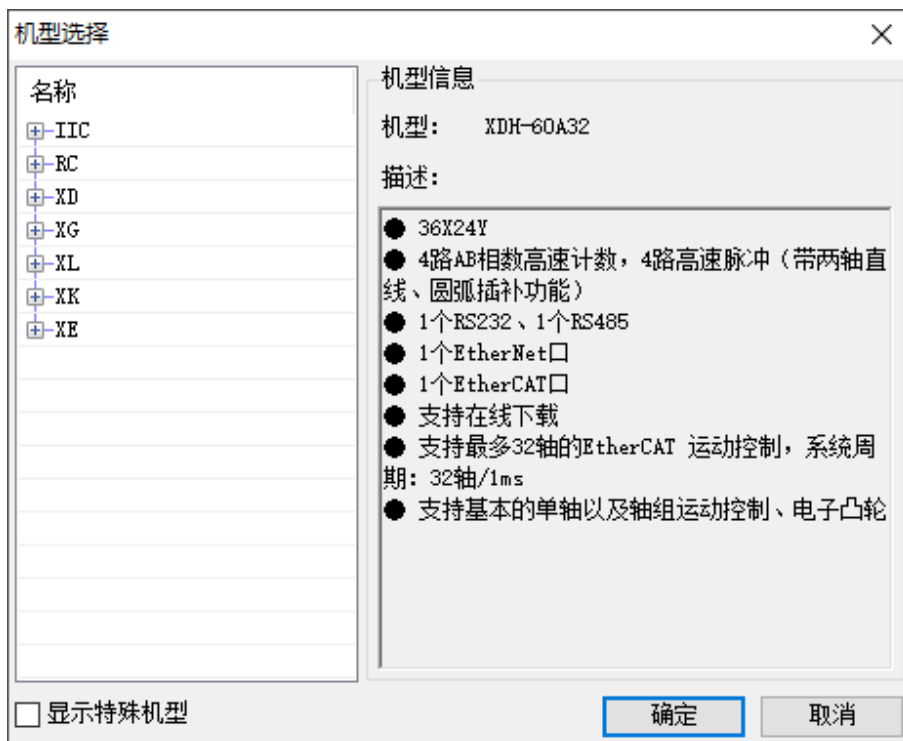 机型选择
名称
IIC
RC
XD
XG
XL
XK
XE
机型信息
机型： XDH-60A32
描述：
● 36X24Y
● 4路AB相数高速计数，4路高速脉冲（带两轴直
线、圆弧插补功能）
● 1个RS232、1个RS485
● 1个EtherNet口
● 1个EtherCAT口
● 支持在线下载
● 支持最多32轴的EtherCAT 运动控制，系统周
期：32轴/1ms
● 支持基本的单轴以及轴组运动控制、电子凸轮
显示特殊机型
确定
取消